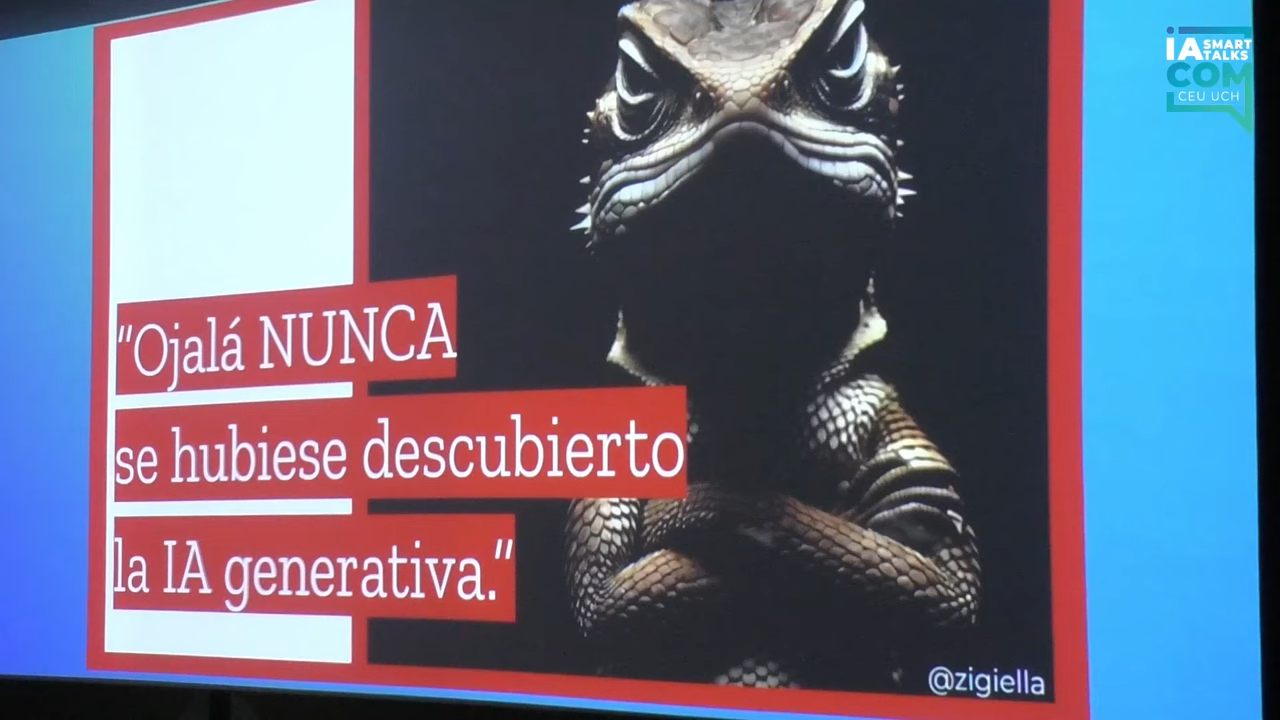 iA SMART
TALKS
COM
CEU UCH
“Ojalá NUNCA
se hubiese descubierto
la IA generativa.”
@zigiella